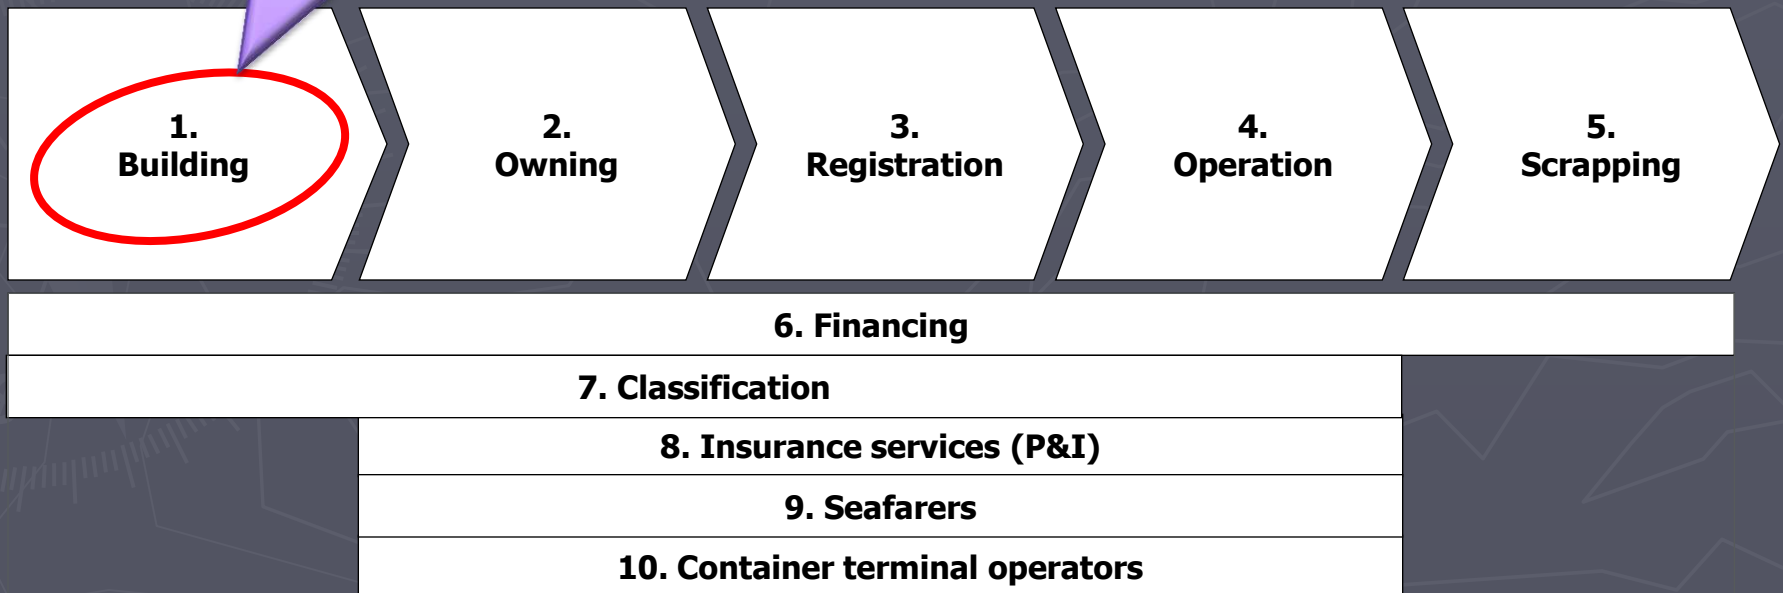 1.
Building
2.
Owning
3.
Registration
4.
Operation
5.
Scrapping
6. Financing
7. Classification
8. Insurance services (P&I)
9. Seafarers
10. Container terminal operators